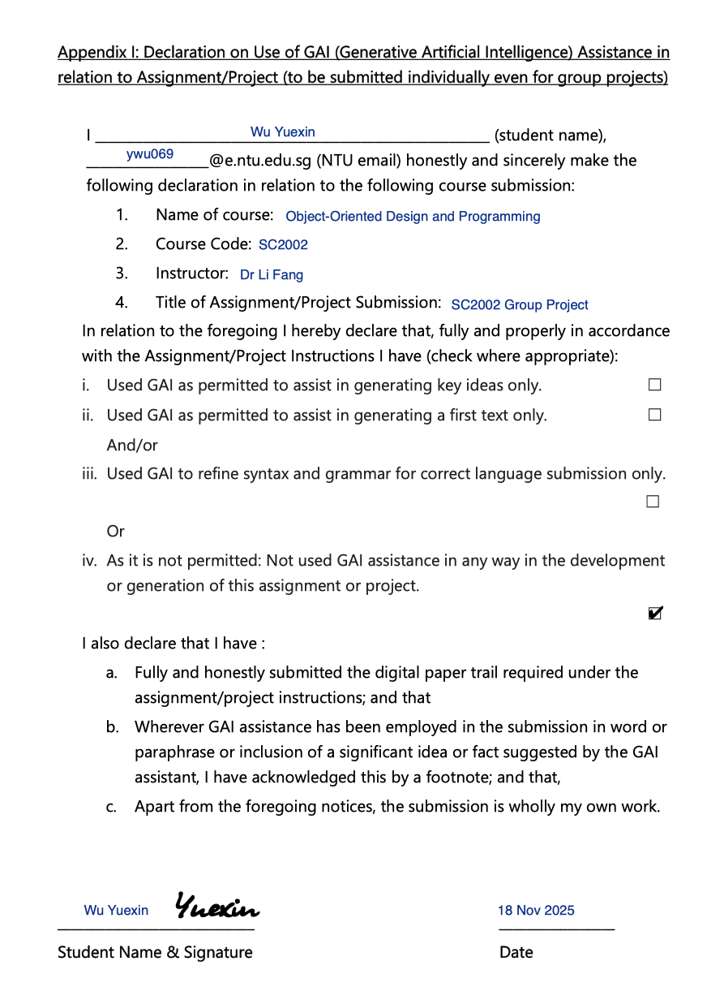 Appendix I: Declaration on Use of GAI (Generative Artificial Intelligence) Assistance in
relation to Assignment/Project (to be submitted individually even for group projects)
I Wu Yuexin (student name),
ywu069@e.ntu.edu.sg (NTU email) honestly and sincerely make the
following declaration in relation to the following course submission:
1. Name of course: Object-Oriented Design and Programming
2. Course Code: SC2002
3. Instructor: Dr Li Fang
4. Title of Assignment/Project Submission: SC2002 Group Project
In relation to the foregoing I hereby declare that, fully and properly in accordance
with the Assignment/Project Instructions I have (check where appropriate):
i. Used GAI as permitted to assist in generating key ideas only. ☐
ii. Used GAI as permitted to assist in generating a first text only. ☐
And/or
iii. Used GAI to refine syntax and grammar for correct language submission only.
☐
Or
iv. As it is not permitted: Not used GAI assistance in any way in the development
or generation of this assignment or project.
☑
I also declare that I have :
a. Fully and honestly submitted the digital paper trail required under the
assignment/project instructions; and that
b. Wherever GAI assistance has been employed in the submission in word or
paraphrase or inclusion of a significant idea or fact suggested by the GAI
assistant, I have acknowledged this by a footnote; and that,
c. Apart from the foregoing notices, the submission is wholly my own work.
Wu Yuexin Yuexin 18 Nov 2025
Student Name & Signature Date